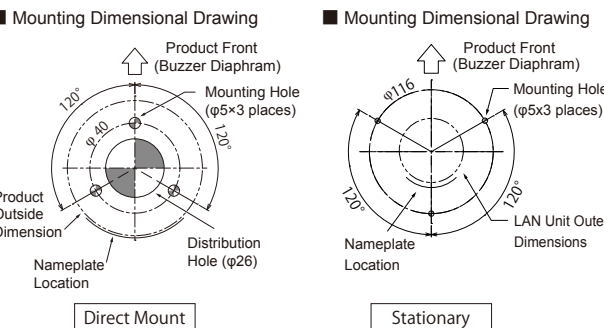 ■ Mounting Dimensional Drawing
Product Front
(Buzzer Diaphram)
120°
Mounting Hole
(φ5×3 places)
φ 40
120°
Product
Outside
Dimension
Nameplate
Location
Distribution
Hole (φ26)
Direct Mount
■ Mounting Dimensional Drawing
Product Front
(Buzzer Diaphram)
φ116
Mounting Hole
(φ5x3 places)
120°
120°
Nameplate
Location
LAN Unit Oute
Dimensions
Stationary